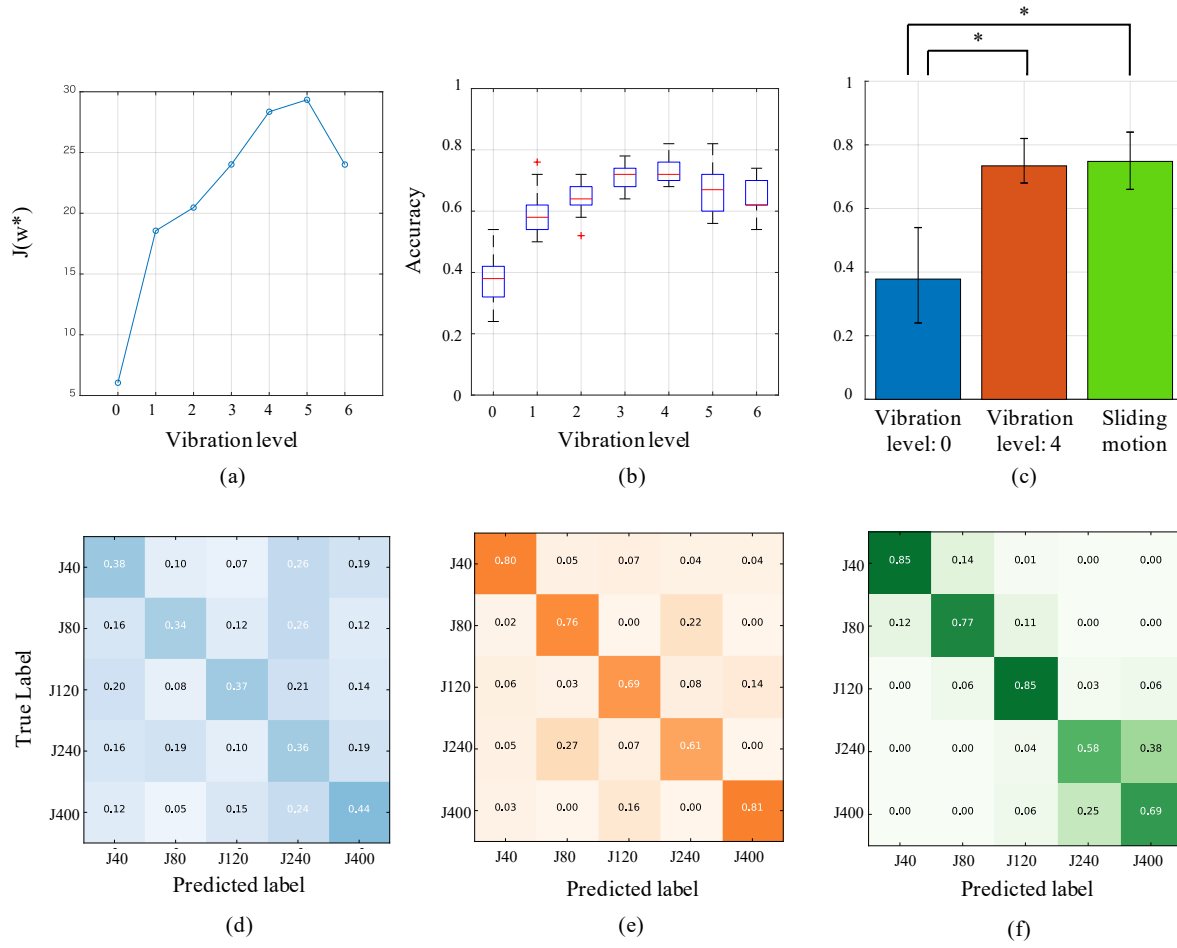 30
25
20
15
10
5
J(w*)
0 1 2 3 4 5 6
Vibration level
(a)
1
0.8
0.6
0.4
0.2
0
Accuracy
0 1 2 3 4 5 6
Vibration level
(b)
*
*
1
0.8
0.6
0.4
0.2
0
Vibration level: 0
Vibration level: 4
Sliding motion
(c)
True Label
J40 0.38 0.10 0.07 0.26 0.19
J80 0.16 0.34 0.12 0.26 0.12
J120 0.20 0.08 0.37 0.21 0.14
J240 0.16 0.19 0.10 0.36 0.19
J400 0.12 0.05 0.15 0.24 0.44
J40 J80 J120 J240 J400
Predicted label
(d)
J40 0.80 0.05 0.07 0.04 0.04
J80 0.02 0.76 0.00 0.22 0.00
J120 0.06 0.03 0.69 0.08 0.14
J240 0.05 0.27 0.07 0.61 0.00
J400 0.03 0.00 0.16 0.00 0.81
J40 J80 J120 J240 J400
Predicted label
(e)
J40 0.85 0.14 0.01 0.00 0.00
J80 0.12 0.77 0.11 0.00 0.00
J120 0.00 0.06 0.85 0.03 0.06
J240 0.00 0.00 0.04 0.58 0.38
J400 0.00 0.00 0.06 0.25 0.69
J40 J80 J120 J240 J400
Predicted label
(f)